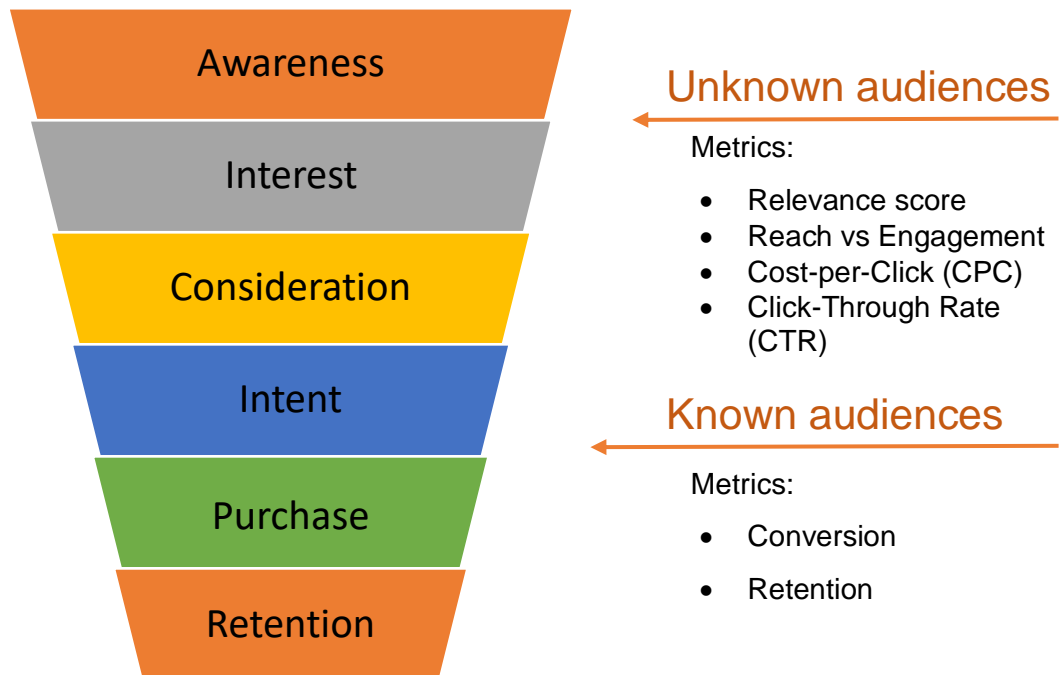 Awareness
Interest
Consideration
Intent
Purchase
Retention
Unknown audiences
Metrics:
• Relevance score
• Reach vs Engagement
• Cost-per-Click (CPC)
• Click-Through Rate
(CTR)
Known audiences
Metrics:
• Conversion
• Retention